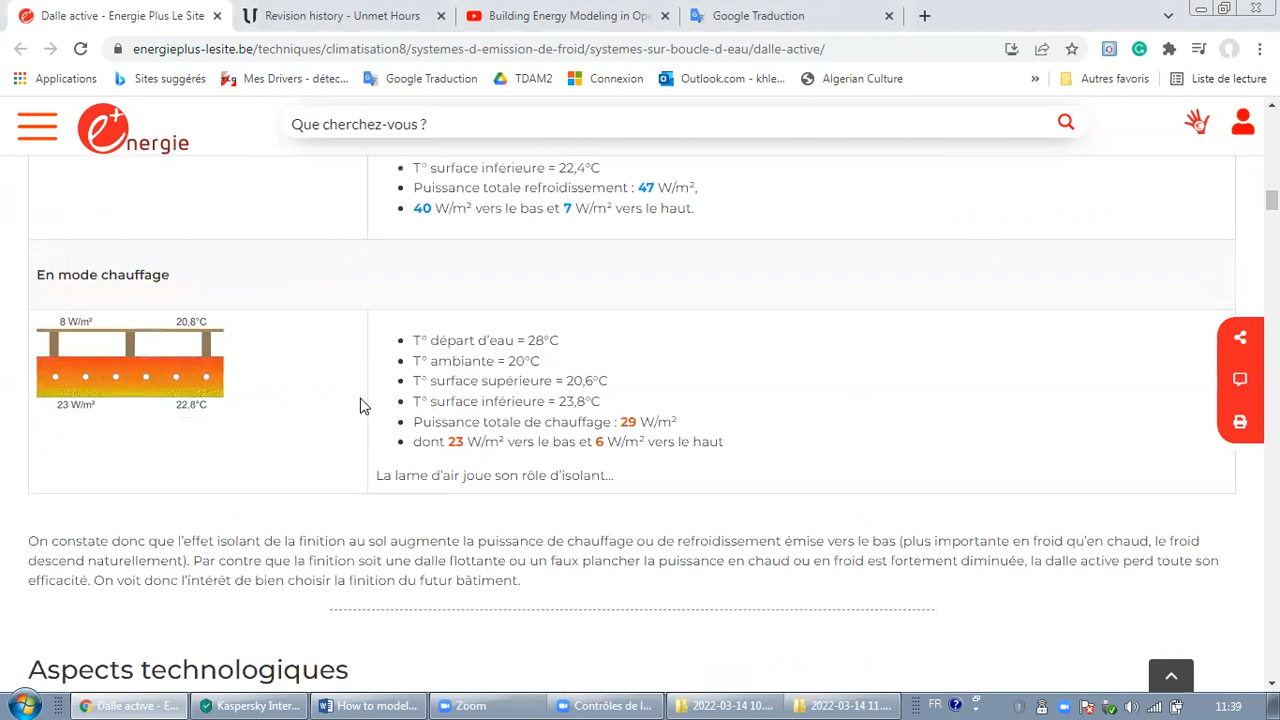 Dalle active - Energie Plus Le Site
Revision history - Unmet Hours
Building Energy Modeling in Ope
Google Traduction
energieplus-lesite.be/techniques/climatisation8/systemes-d-emission-de-froid/systemes-sur-boucle-d-eau/dalle-active/
Applications
Sites suggérés
Mes Drivers - détec...
Google Traduction
TDAM2
Connexion
Outlook.com - khle...
Algerian Culture
»
Autres favoris
Liste de lecture
e+nergie
Que cherchez-vous ?
• T° surface inférieure = 22,4°C
• Puissance totale refroidissement : 47 W/m²,
• 40 W/m² vers le bas et 7 W/m² vers le haut.
En mode chauffage
8 W/m² 20,8°C
23 W/m² 22,8°C
• T° départ d'eau = 28°C
• T° ambiante = 20°C
• T° surface supérieure = 20,6°C
• T° surface inférieure = 23,8°C
• Puissance totale de chauffage : 29 W/m²
• dont 23 W/m² vers le bas et 6 W/m² vers le haut
La lame d'air joue son rôle d'isolant...
On constate donc que l'effet isolant de la finition au sol augmente la puissance de chauffage ou de refroidissement émise vers le bas (plus importante en froid qu'en chaud, le froid
descend naturellement). Par contre que la finition soit une dalle flottante ou un faux plancher la puissance en chaud ou en froid est fortement diminuée, la dalle active perd toute son
efficacité. On voit donc l'intérêt de bien choisir la finition du futur bâtiment.
Aspects technologiques
Dalle active - E...
Kaspersky Inter...
How to model...
Zoom
Contrôles de l...
2022-03-14 10....
2022-03-14 11....
FR
11:39